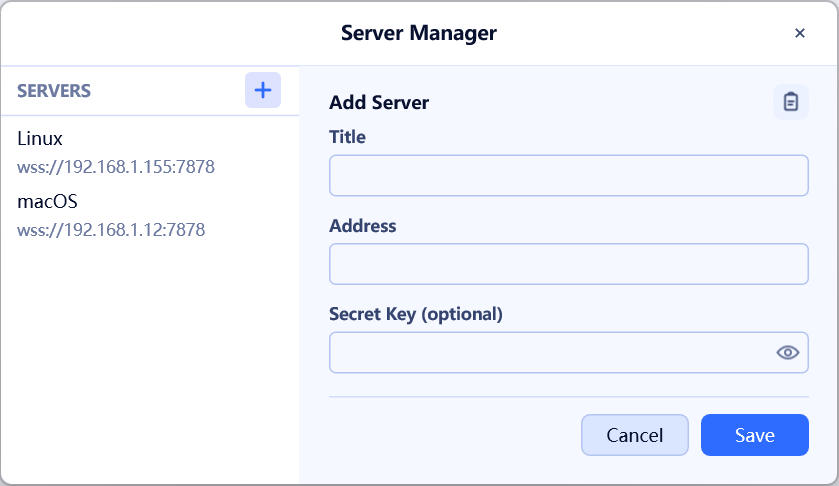 Server Manager
×
SERVERS
+
Linux
wss://192.168.1.155:7878
macOS
wss://192.168.1.12:7878
Add Server
Title
Address
Secret Key (optional)
Cancel
Save